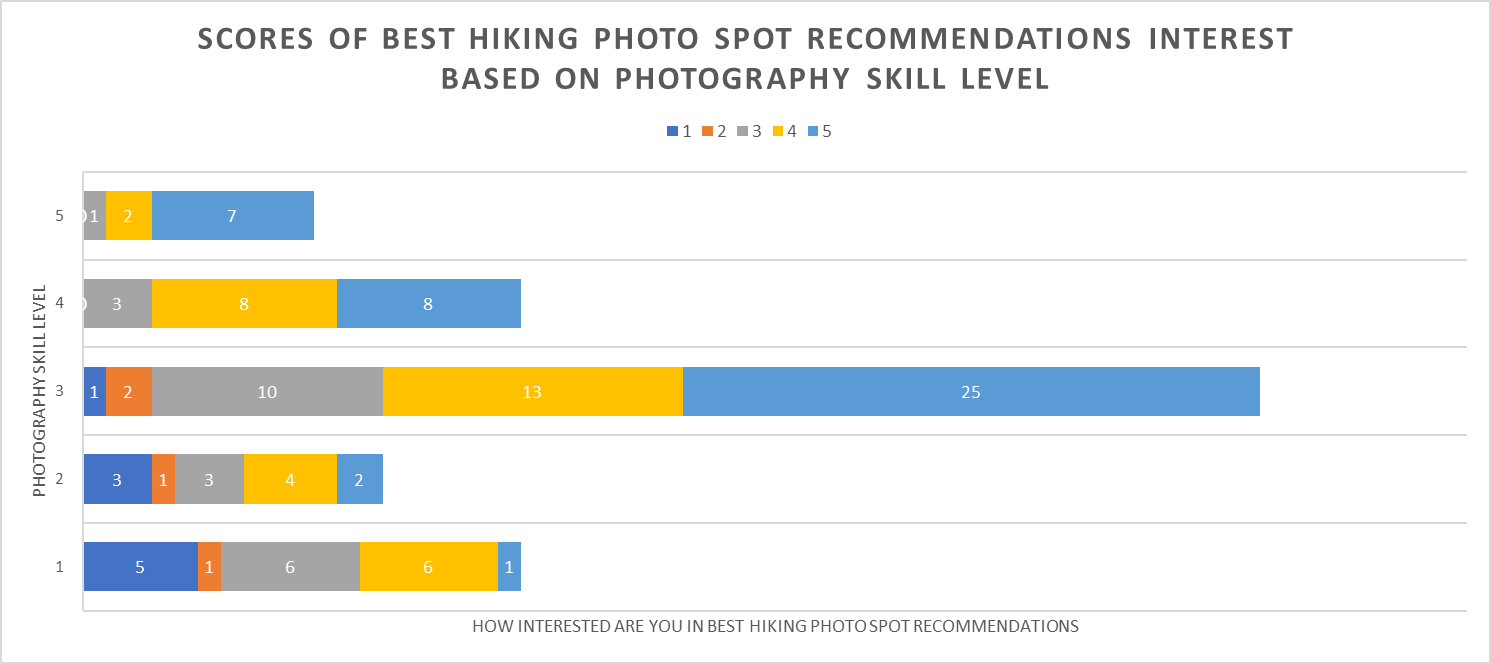 SCORES OF BEST HIKING PHOTO SPOT RECOMMENDATIONS INTEREST
BASED ON PHOTOGRAPHY SKILL LEVEL
1 2 3 4 5
PHOTOGRAPHY SKILL LEVEL
5 0 1 2 7
4 0 3 8 8
3 1 2 10 13 25
2 3 1 3 4 2
1 5 1 6 6 1
HOW INTERESTED ARE YOU IN BEST HIKING PHOTO SPOT RECOMMENDATIONS